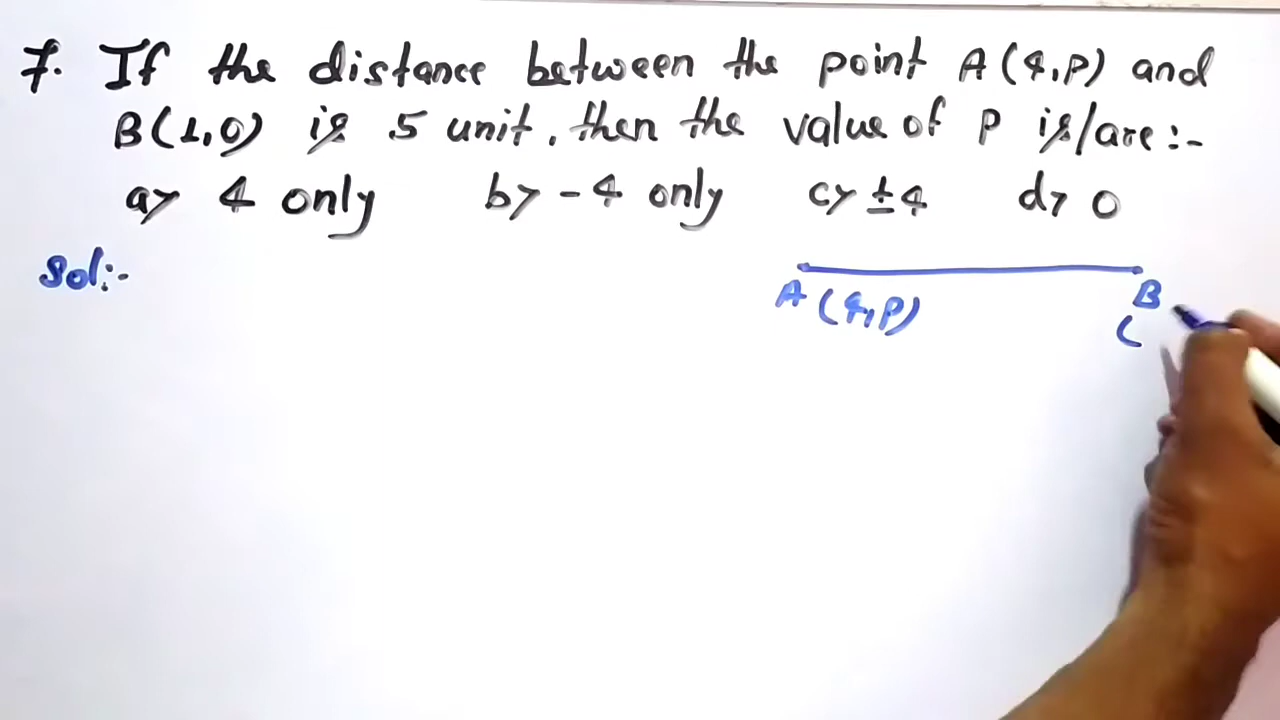 7. If the distance between the point A(4,P) and
B(1,0) is 5 unit, then the value of P is/are:-
a> 4 only b> -4 only c> ±4 d> 0
Sol:-
A (4,P) B
(